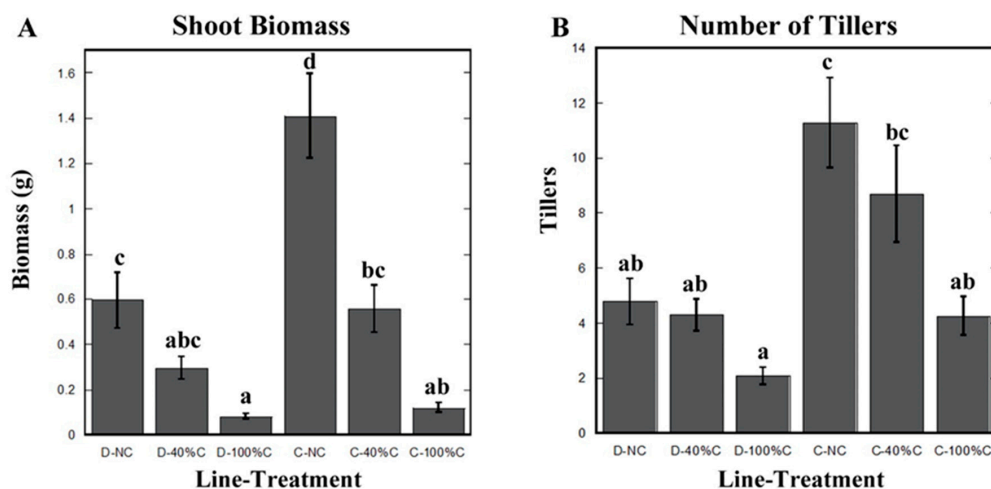 A
Shoot Biomass
1.6
1.4
1.2
1
0.8
0.6
0.4
0.2
0
Biomass (g)
c
abc
a
d
bc
ab
D-NC D-40%C D-100%C C-NC C-40%C C-100%C
Line-Treatment
B
Number of Tillers
14
12
10
8
6
4
2
0
Tillers
ab
ab
a
c
bc
ab
D-NC D-40%C D-100%C C-NC C-40%C C-100%C
Line-Treatment